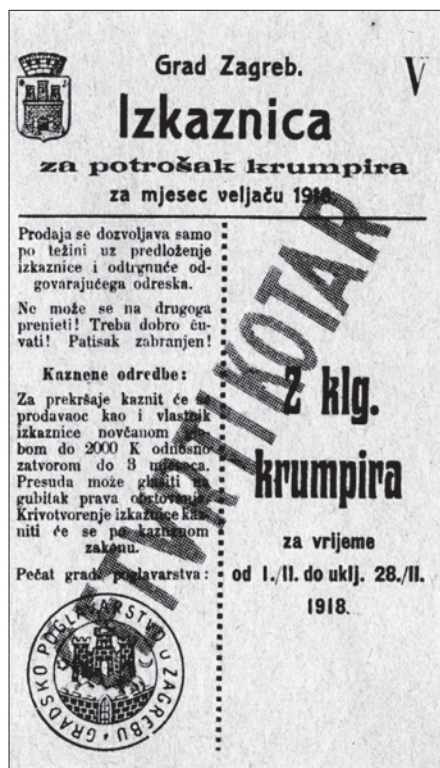 Grad Zagreb.
V
Izkaznica
za potrošak krumpira
za mjesec veljaču 1918.
Prodaja se dozvoljava samo
po težini uz predloženje
izkaznice i odtrgnuće od-
govarajućega odreska.
Ne može se na drugoga
prenieti! Treba dobro ču-
vati! Patisak zabranjen!
Kaznene odredbe:
Za prekršaje kaznit će se
prodavaoc kao i vlastnik
izkaznice novčanom glo-
bom do 2000 K odnosno
zatvorom do 3 mjeseca.
Presuda može glasiti na
gubitak prava obrtovanja.
Krivotvorenje izkaznice kaz-
niti će se po kaznenom
zakonu.
Pečat gradk. poglavarstva:
GRADSKO POGLAVARSTVO U ZAGREBU
2 klg.
krumpira
za vrijeme
od 1./II. do uklj. 28./II.
1918.
KOTAR